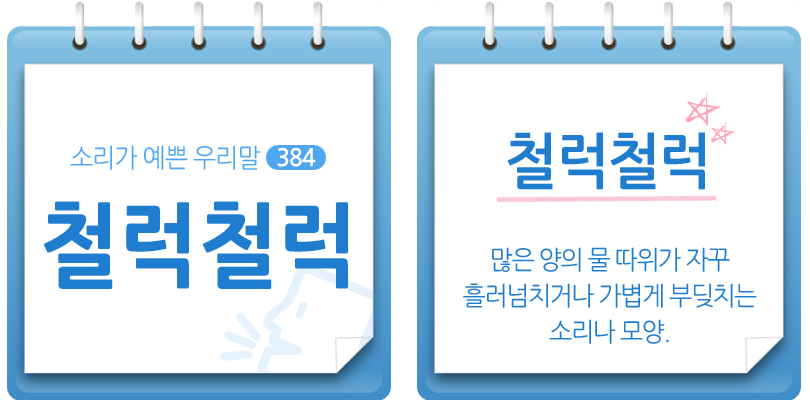 소리가 예쁜 우리말 384
철럭철럭
철럭철럭
많은 양의 물 따위가 자꾸
흘러넘치거나 가볍게 부딪치는
소리나 모양.